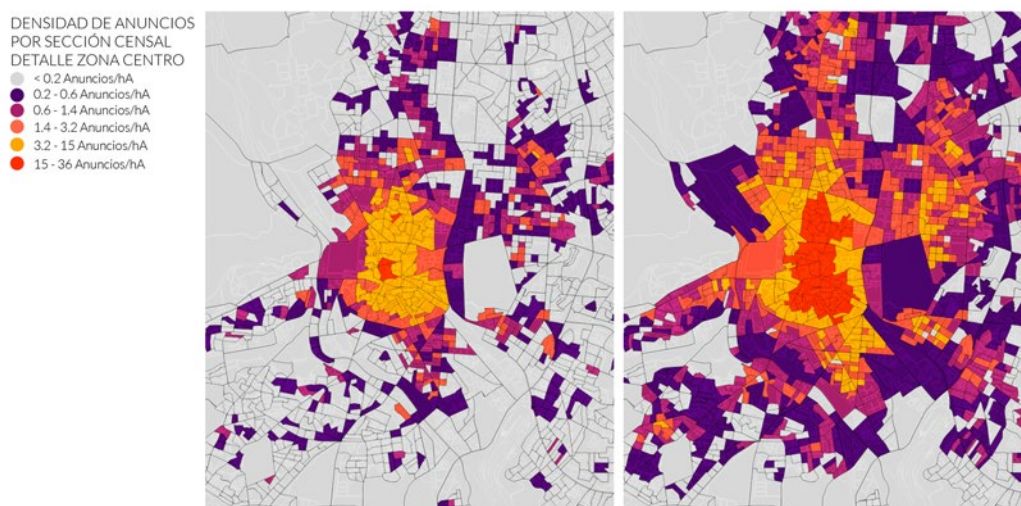 DENSIDAD DE ANUNCIOS
POR SECCIÓN CENSAL
DETALLE ZONA CENTRO
< 0.2 Anuncios/hA
0.2 - 0.6 Anuncios/hA
0.6 - 1.4 Anuncios/hA
1.4 - 3.2 Anuncios/hA
3.2 - 15 Anuncios/hA
15 - 36 Anuncios/hA